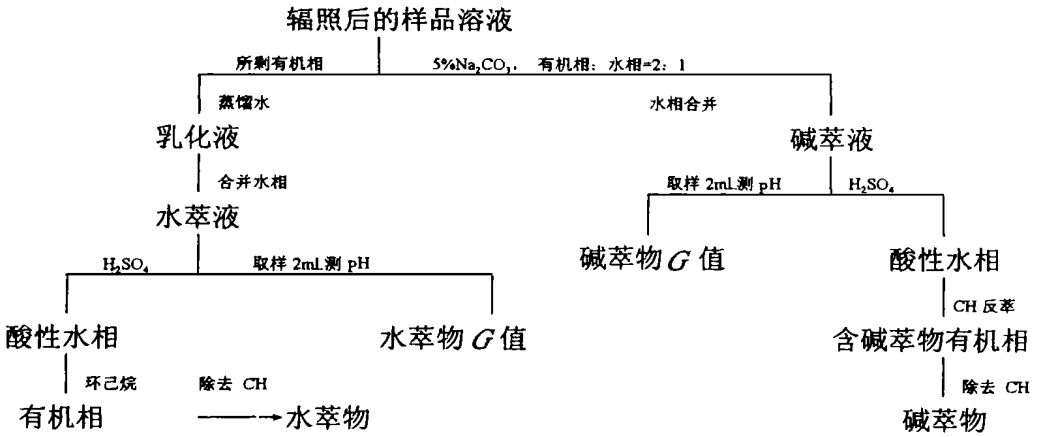 辐照后的样品溶液
所剩有机相
5%Na₂CO₃, 有机相: 水相=2: 1
蒸馏水
水相合并
乳化液
碱萃液
合并水相
取样 2mL测 pH
H₂SO₄
水萃液
碱萃物 G 值
酸性水相
H₂SO₄
取样 2mL测 pH
CH 反萃
酸性水相
水萃物 G 值
含碱萃物有机相
环己烷
除去 CH
除去 CH
有机相
水萃物
碱萃物